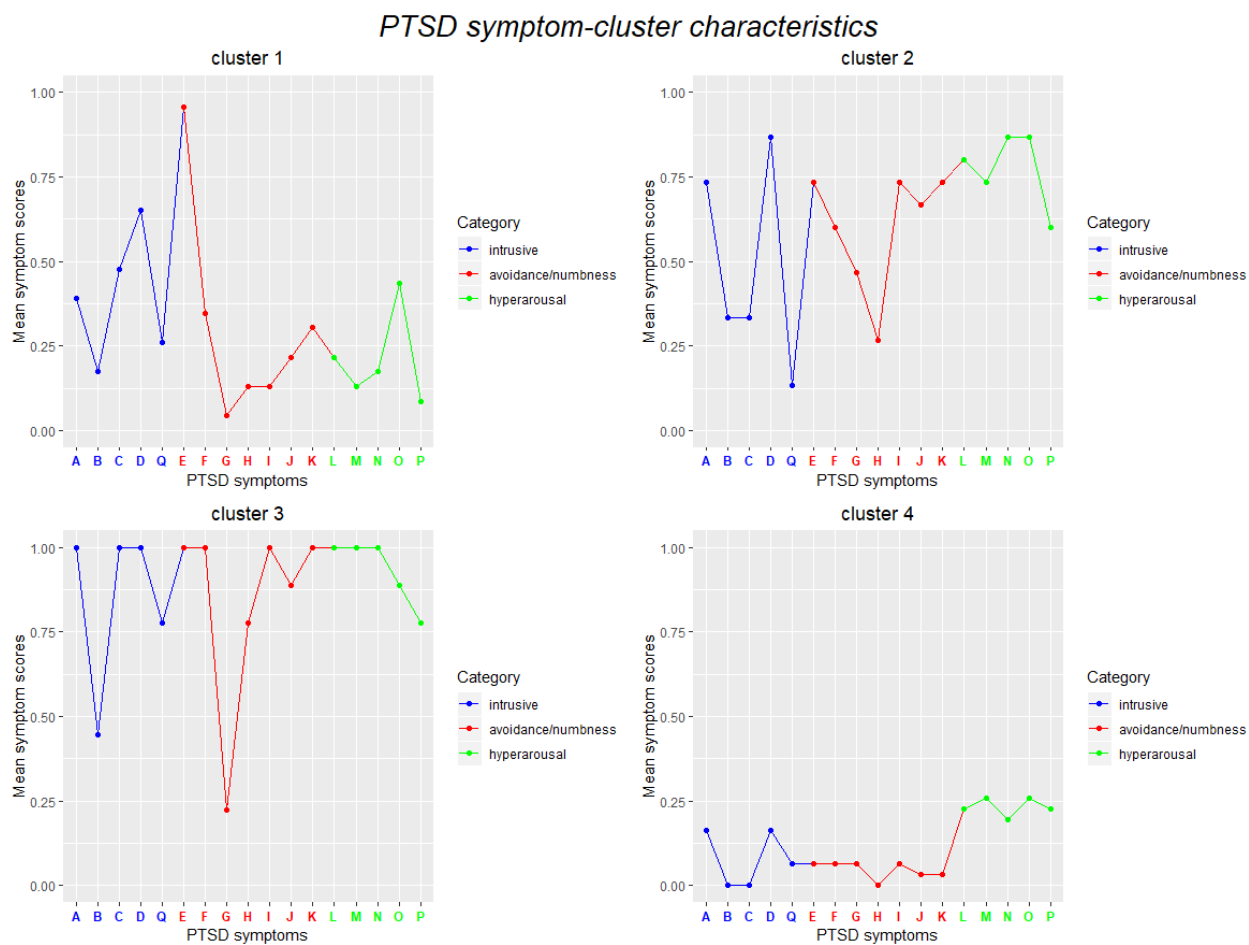 PTSD symptom-cluster characteristics
cluster 1
Mean symptom scores
1.00
0.75
0.50
0.25
0.00
A B C D Q E F G H I J K L M N O P
PTSD symptoms
Category
intrusive
avoidance/numbness
hyperarousal
cluster 2
Mean symptom scores
1.00
0.75
0.50
0.25
0.00
A B C D Q E F G H I J K L M N O P
PTSD symptoms
Category
intrusive
avoidance/numbness
hyperarousal
cluster 3
Mean symptom scores
1.00
0.75
0.50
0.25
0.00
A B C D Q E F G H I J K L M N O P
PTSD symptoms
Category
intrusive
avoidance/numbness
hyperarousal
cluster 4
Mean symptom scores
1.00
0.75
0.50
0.25
0.00
A B C D Q E F G H I J K L M N O P
PTSD symptoms
Category
intrusive
avoidance/numbness
hyperarousal